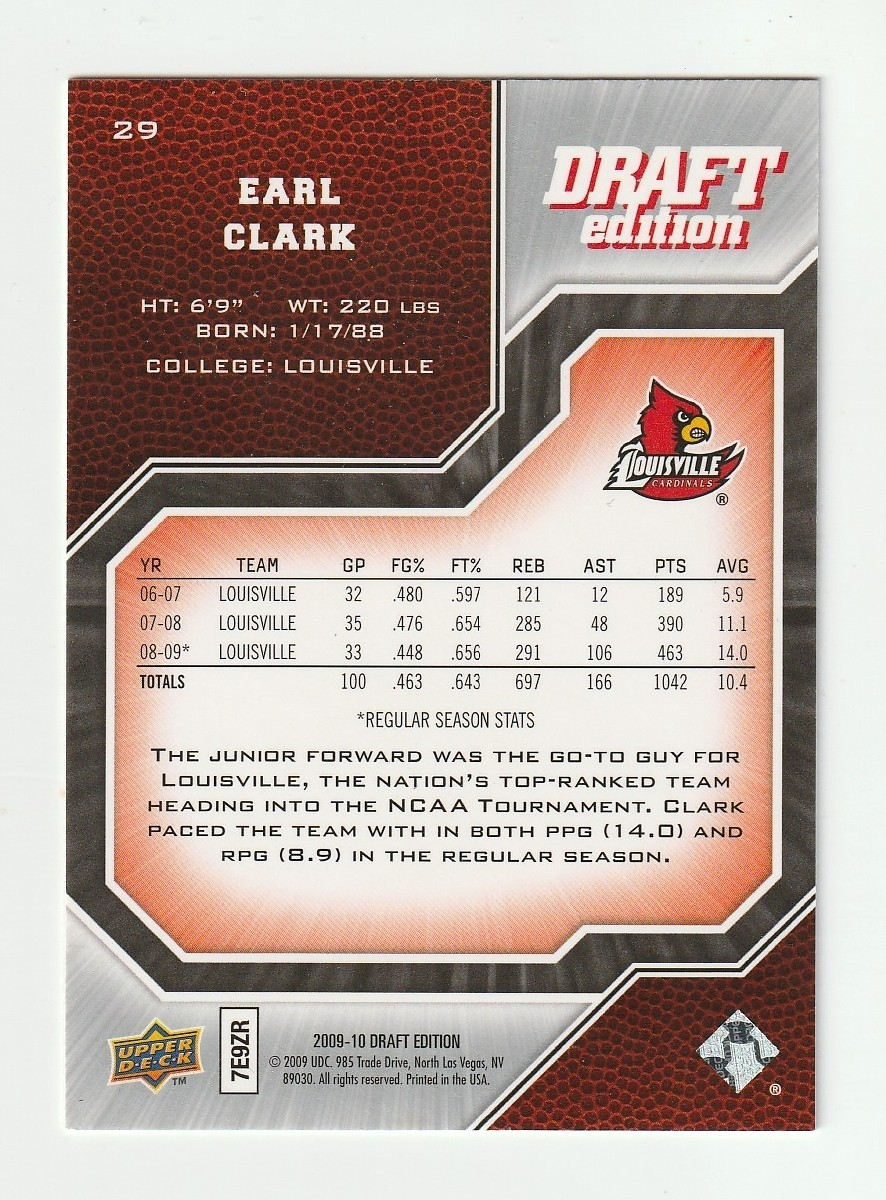 29
EARL
CLARK
HT: 6'9" WT: 220 LBS
BORN: 1/17/88
COLLEGE: LOUISVILLE
DRAFT
edition
LOUISVILLE
CARDINALS
®
YR TEAM GP FG% FT% REB AST PTS AVG
06-07 LOUISVILLE 32 .480 .597 121 12 189 5.9
07-08 LOUISVILLE 35 .476 .654 285 48 390 11.1
08-09* LOUISVILLE 33 .448 .656 291 106 463 14.0
TOTALS 100 .463 .643 697 166 1042 10.4
*REGULAR SEASON STATS
THE JUNIOR FORWARD WAS THE GO-TO GUY FOR
LOUISVILLE, THE NATION'S TOP-RANKED TEAM
HEADING INTO THE NCAA TOURNAMENT. CLARK
PACED THE TEAM WITH IN BOTH PPG (14.0) AND
RPG (8.9) IN THE REGULAR SEASON.
UPPER
D·E·C·K
TM
7E9ZR
2009-10 DRAFT EDITION
© 2009 UDC. 985 Trade Drive, North Las Vegas, NV
89030. All rights reserved. Printed in the USA.
®